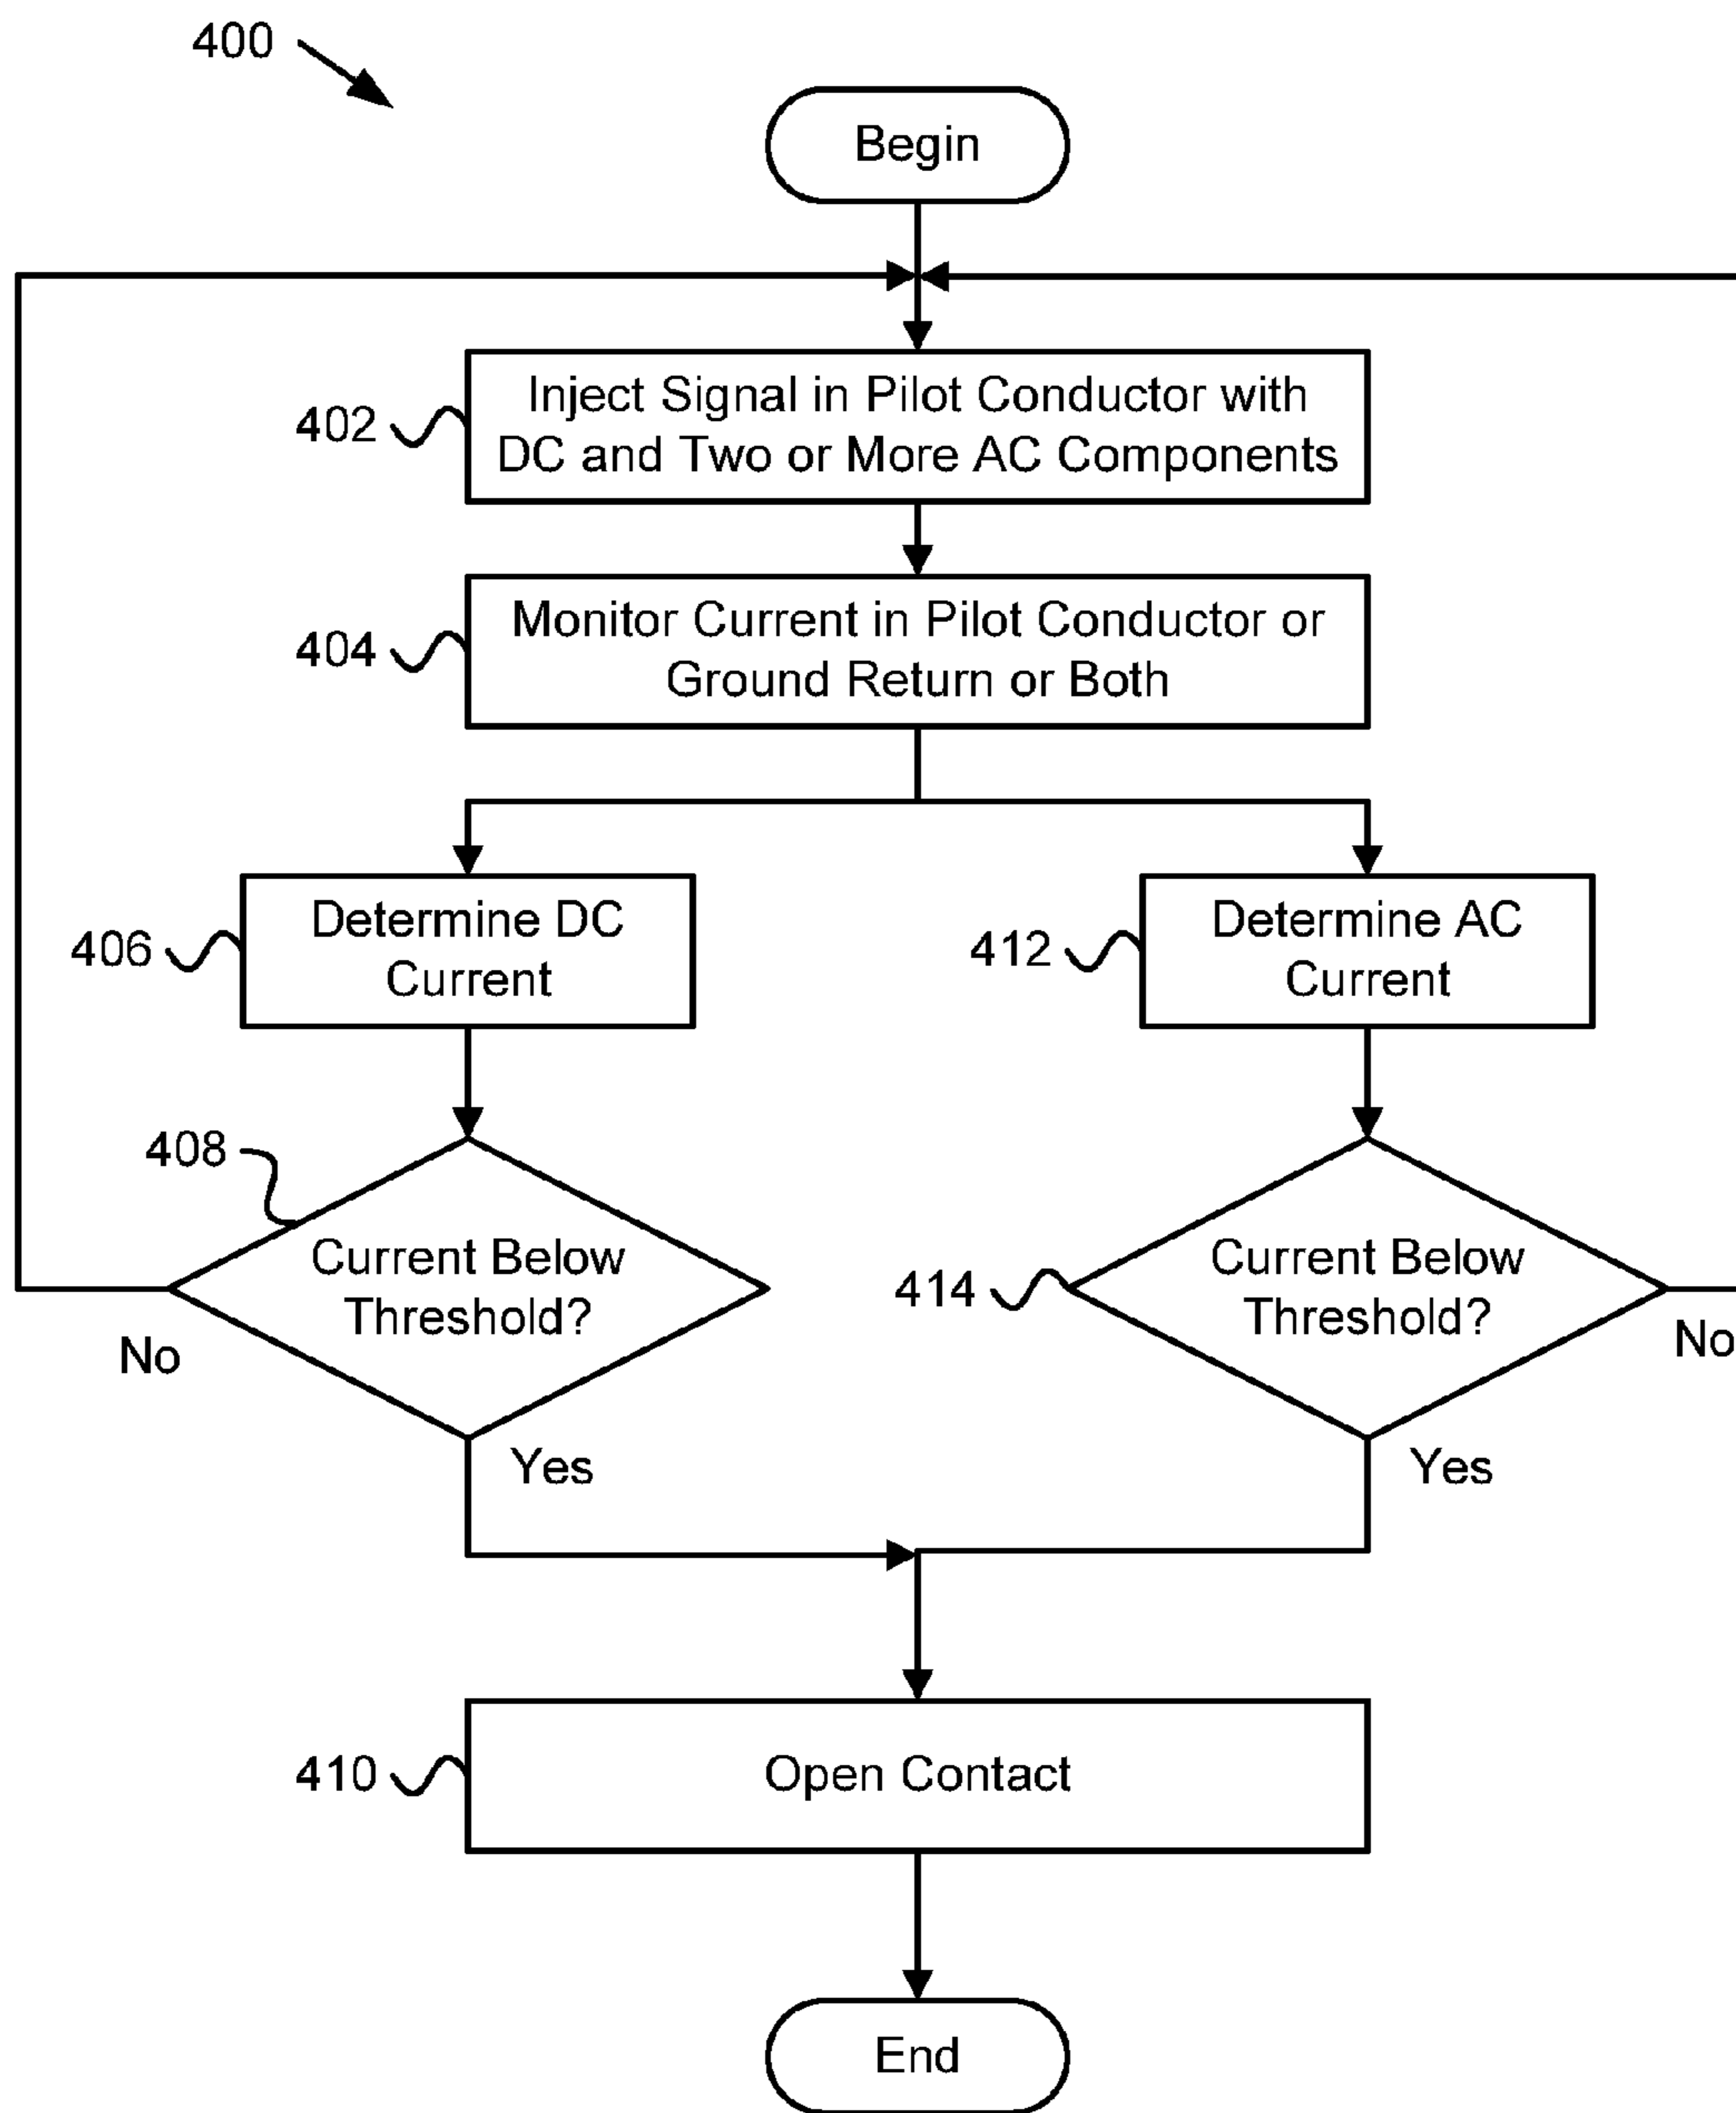 400
Begin
402
Inject Signal in Pilot Conductor with
DC and Two or More AC Components
404
Monitor Current in Pilot Conductor or
Ground Return or Both
406
Determine DC
Current
412
Determine AC
Current
408
Current Below
Threshold?
No
Yes
414
Current Below
Threshold?
No
Yes
410
Open Contact
End